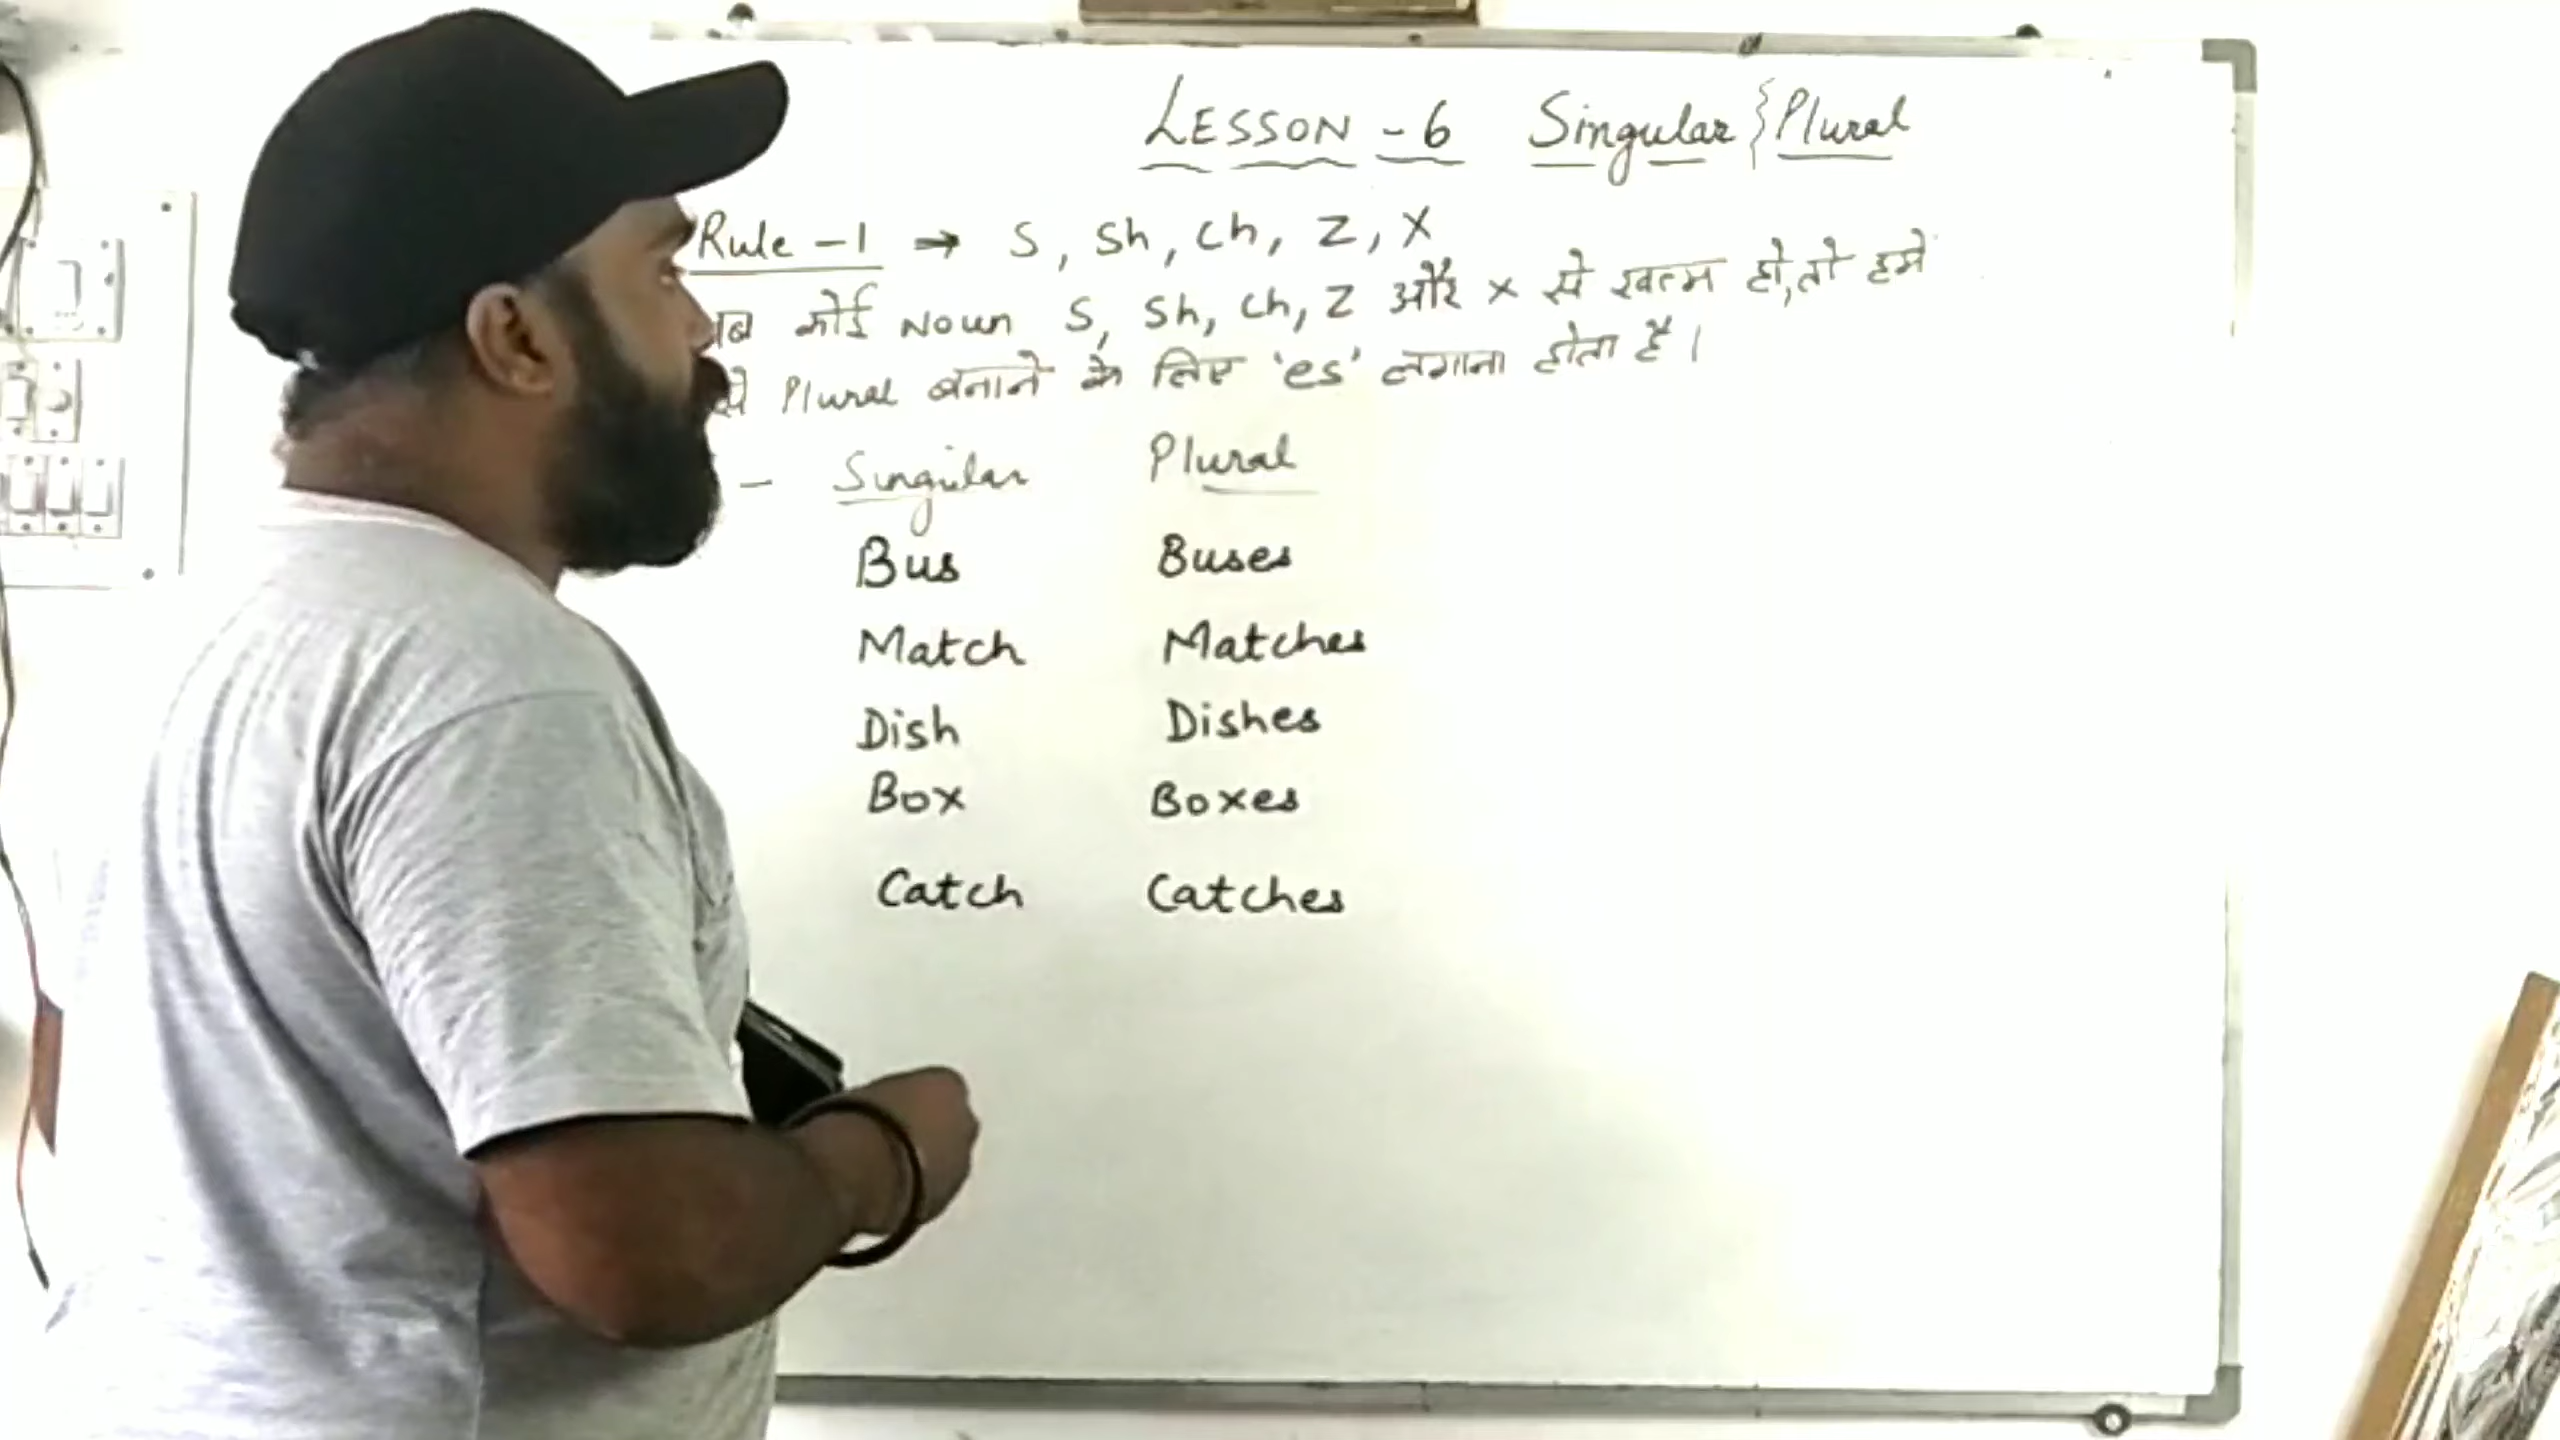 LESSON - 6 Singular } Plural
Rule - 1 → S, Sh, Ch, Z, X
कोई Noun S, Sh, Ch, Z और X से खत्म हो, तो हमे
Plural बनाने के लिए 'es' लगाना होता है।
- Singular Plural
Bus Buses
Match Matches
Dish Dishes
Box Boxes
Catch Catches